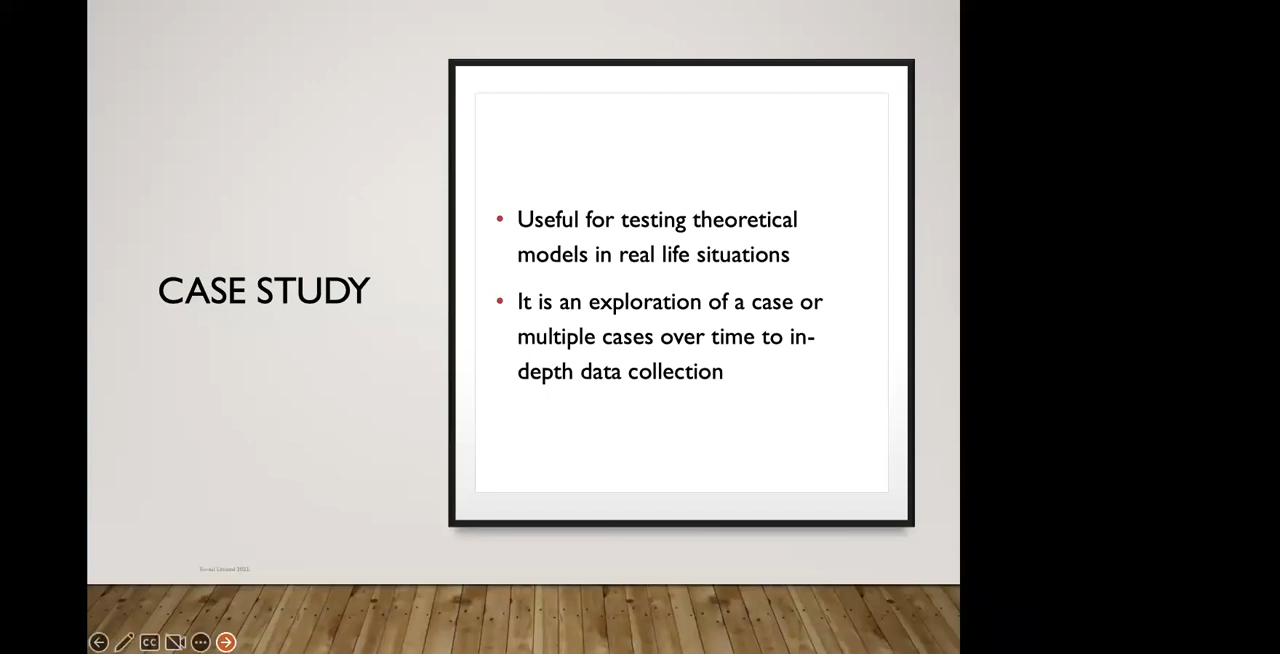 CASE STUDY
• Useful for testing theoretical
models in real life situations
• It is an exploration of a case or
multiple cases over time to in-
depth data collection
CC